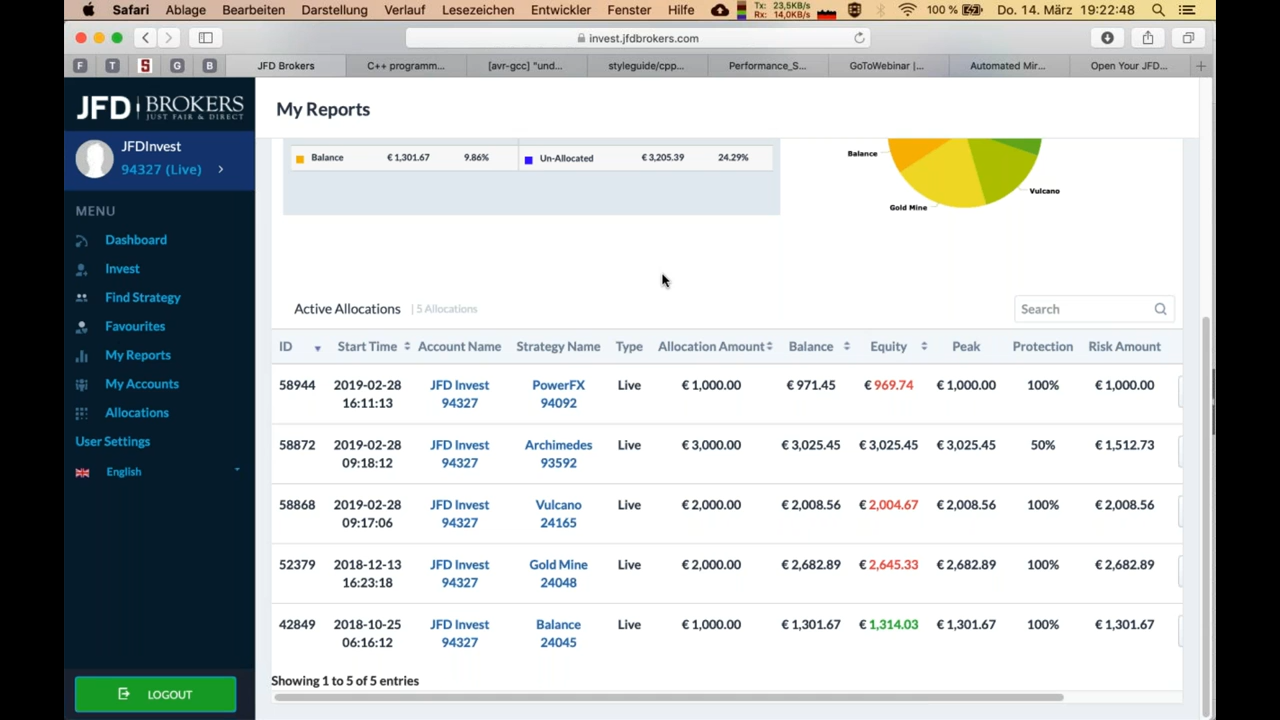 Safari Ablage Bearbeiten Darstellung Verlauf Lesezeichen Entwickler Fenster Hilfe Tx: 23,5KB/s Rx: 14,0KB/s 100 % Do. 14. März 19:22:48
invest.jfdbrokers.com
F T S G B JFD Brokers C++ programm... [avr-gcc] "und... styleguide/cpp... Performance_S... GoToWebinar |... Automated Mir... Open Your JFD... +
JFD BROKERS
JUST FAIR & DIRECT
My Reports
JFDInvest
94327 (Live)
MENU
Dashboard
Invest
Find Strategy
Favourites
My Reports
My Accounts
Allocations
User Settings
English
LOGOUT
Balance € 1,301.67 9.86% Un-Allocated € 3,205.39 24.29%
Balance
Vulcano
Gold Mine
Active Allocations | 5 Allocations Search
ID Start Time Account Name Strategy Name Type Allocation Amount Balance Equity Peak Protection Risk Amount
58944 2019-02-28 16:11:13 JFD Invest 94327 PowerFX 94092 Live € 1,000.00 € 971.45 € 969.74 € 1,000.00 100% € 1,000.00
58872 2019-02-28 09:18:12 JFD Invest 94327 Archimedes 93592 Live € 3,000.00 € 3,025.45 € 3,025.45 € 3,025.45 50% € 1,512.73
58868 2019-02-28 09:17:06 JFD Invest 94327 Vulcano 24165 Live € 2,000.00 € 2,008.56 € 2,004.67 € 2,008.56 100% € 2,008.56
52379 2018-12-13 16:23:18 JFD Invest 94327 Gold Mine 24048 Live € 2,000.00 € 2,682.89 € 2,645.33 € 2,682.89 100% € 2,682.89
42849 2018-10-25 06:16:12 JFD Invest 94327 Balance 24045 Live € 1,000.00 € 1,301.67 € 1,314.03 € 1,301.67 100% € 1,301.67
Showing 1 to 5 of 5 entries